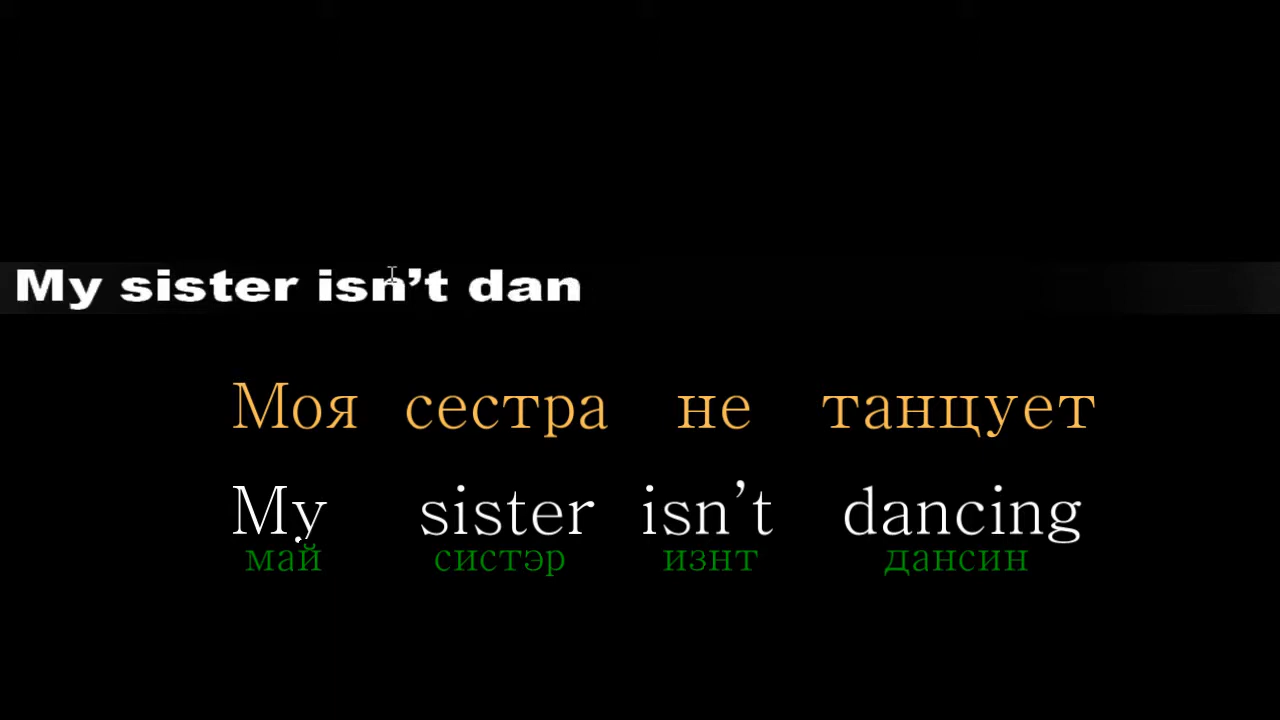 My sister isn’t dan
Моя сестра не танцует
My sister isn’t dancing
май систэр изнт дансин